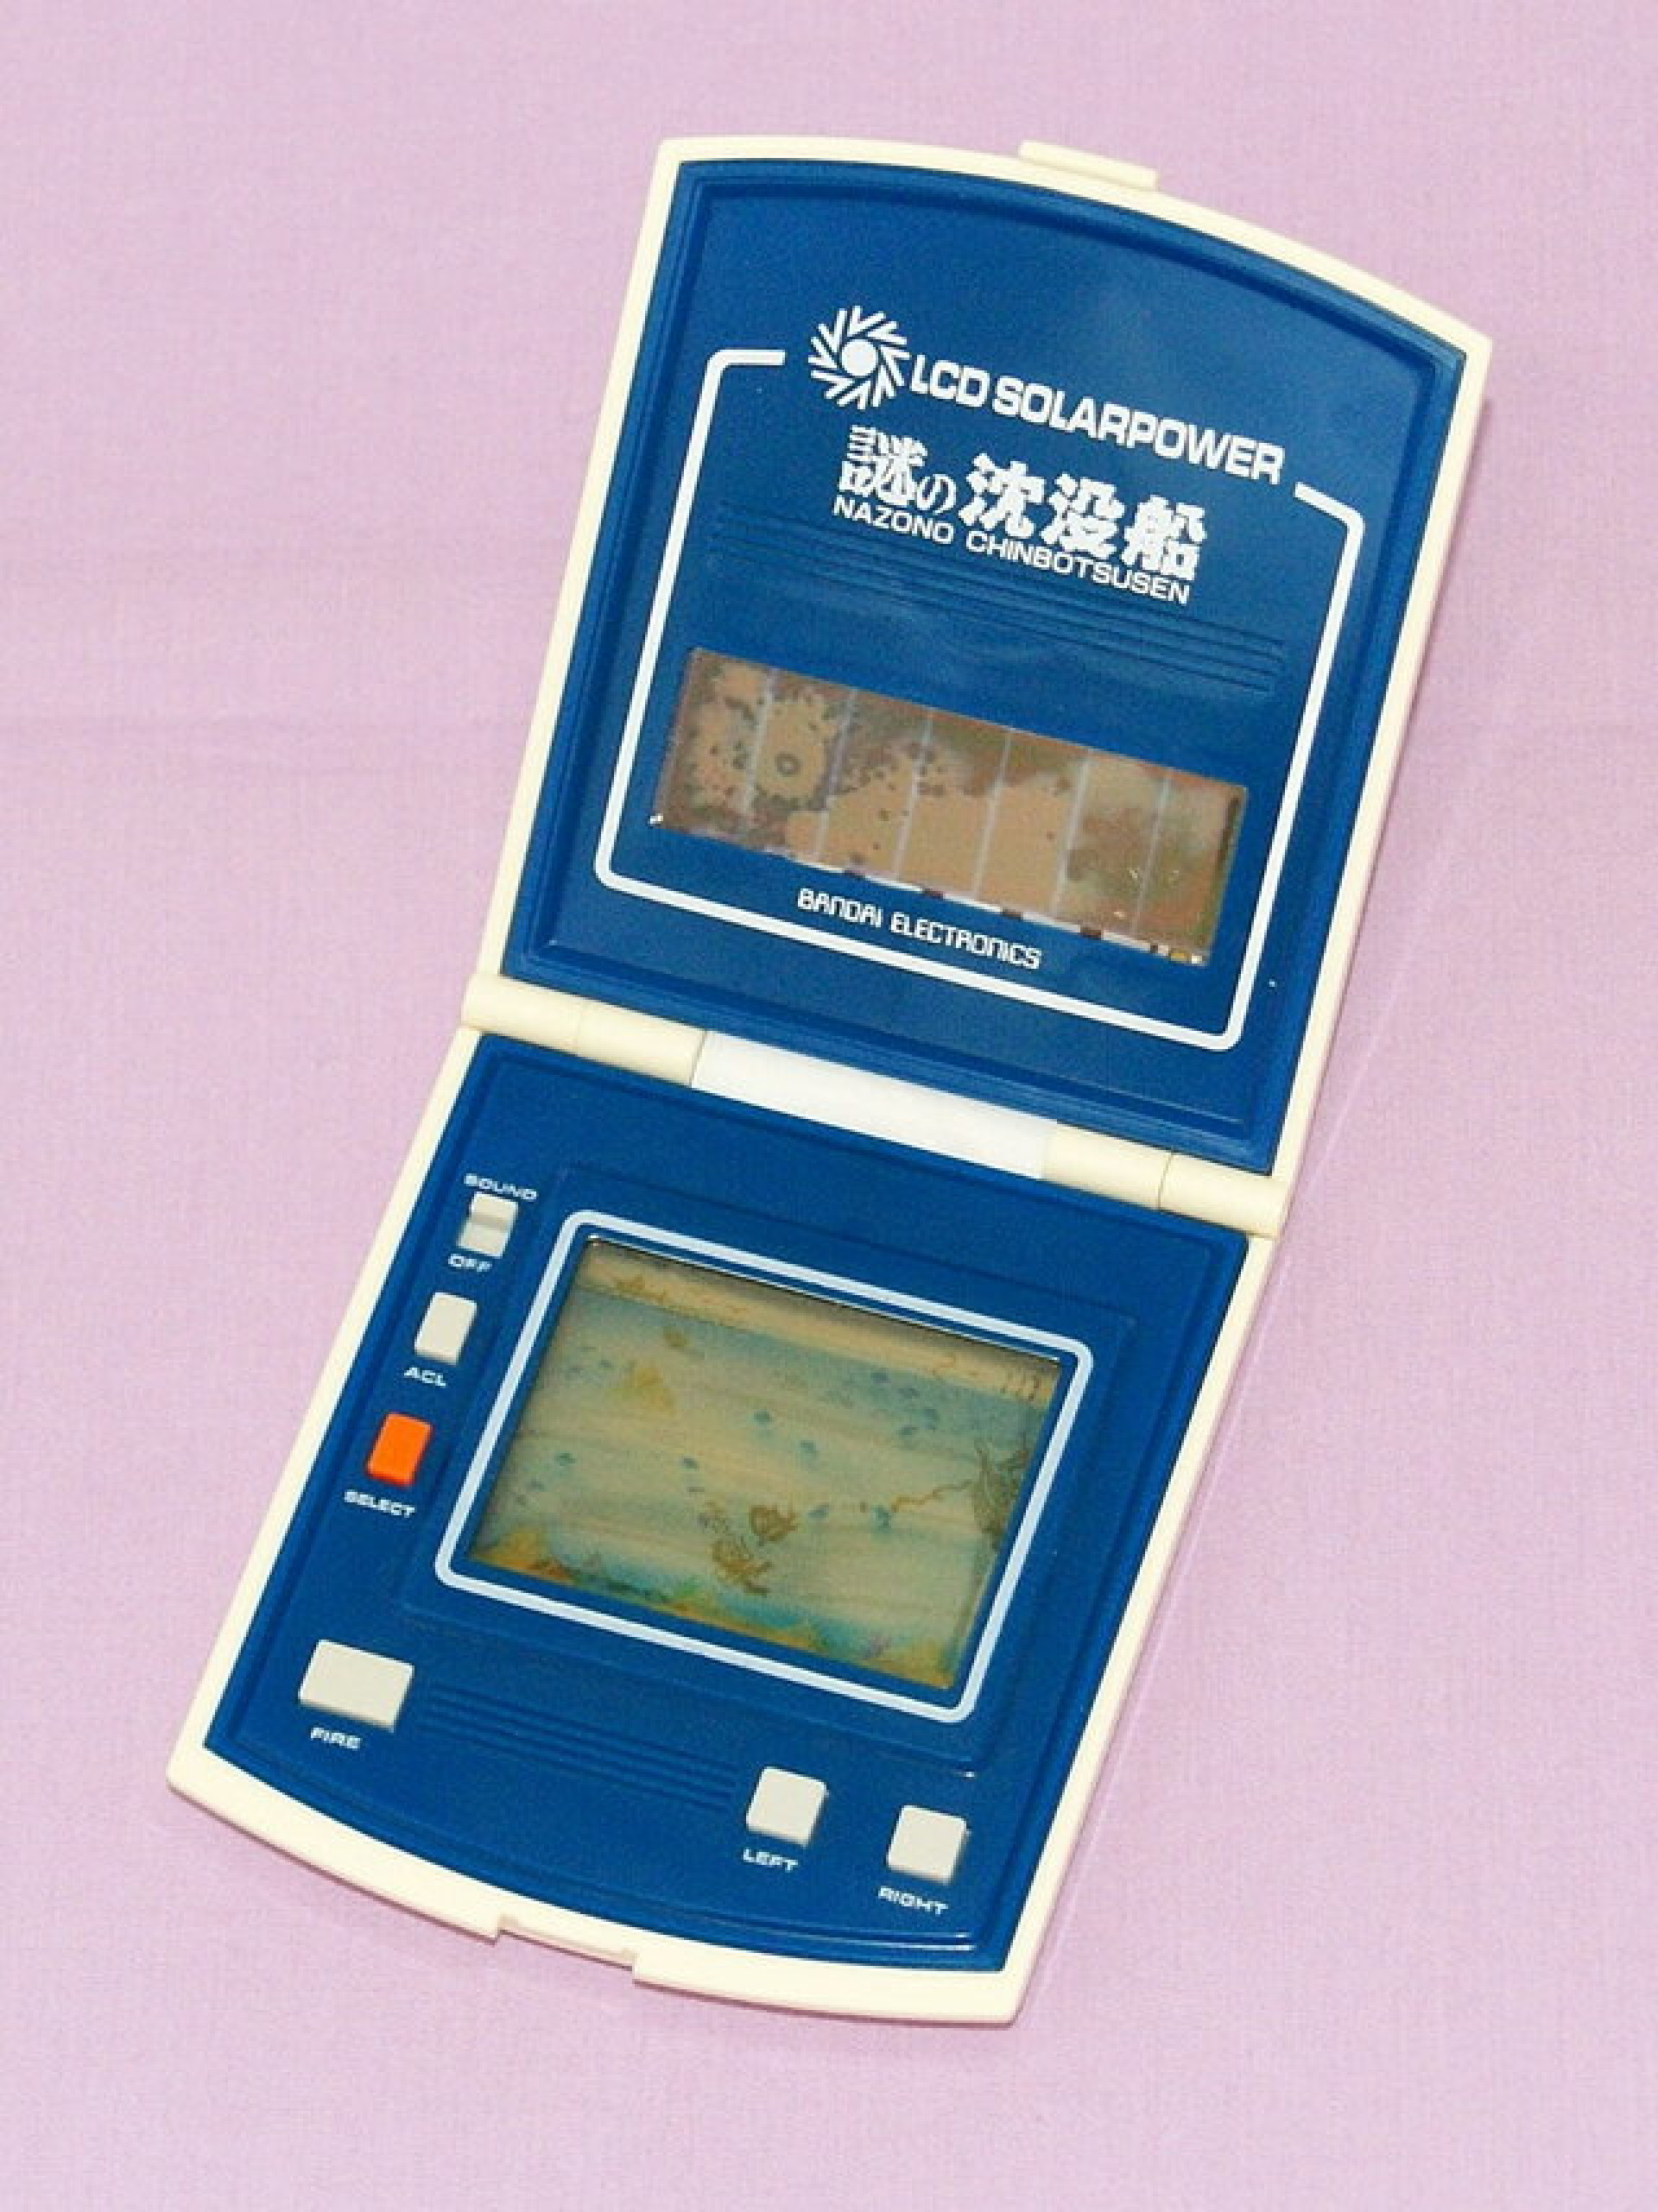 LCD SOLARPOWER
謎の沈没船
NAZONO CHINBOTSUSEN
BANDAI ELECTRONICS
SOUND
OFF
ACL
SELECT
FIRE
LEFT
RIGHT